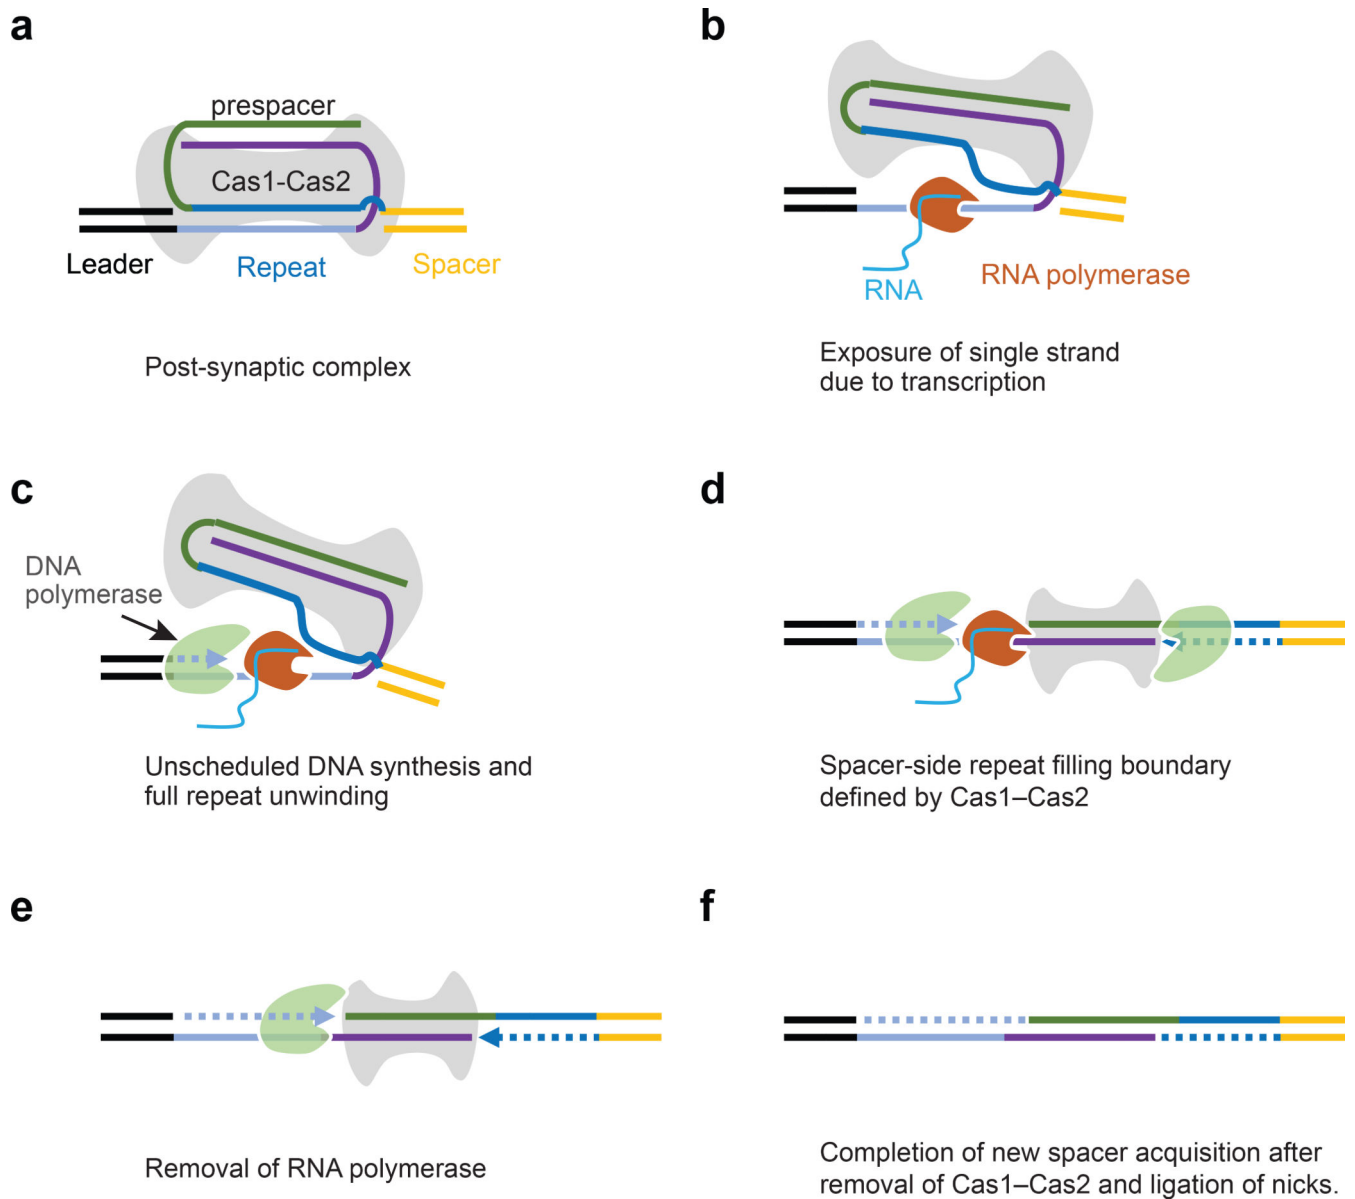 a
prespacer
Cas1-Cas2
Leader
Repeat
Spacer
Post-synaptic complex
b
RNA
RNA polymerase
Exposure of single strand
due to transcription
c
DNA
polymerase
Unscheduled DNA synthesis and
full repeat unwinding
d
Spacer-side repeat filling boundary
defined by Cas1–Cas2
e
Removal of RNA polymerase
f
Completion of new spacer acquisition after
removal of Cas1–Cas2 and ligation of nicks.